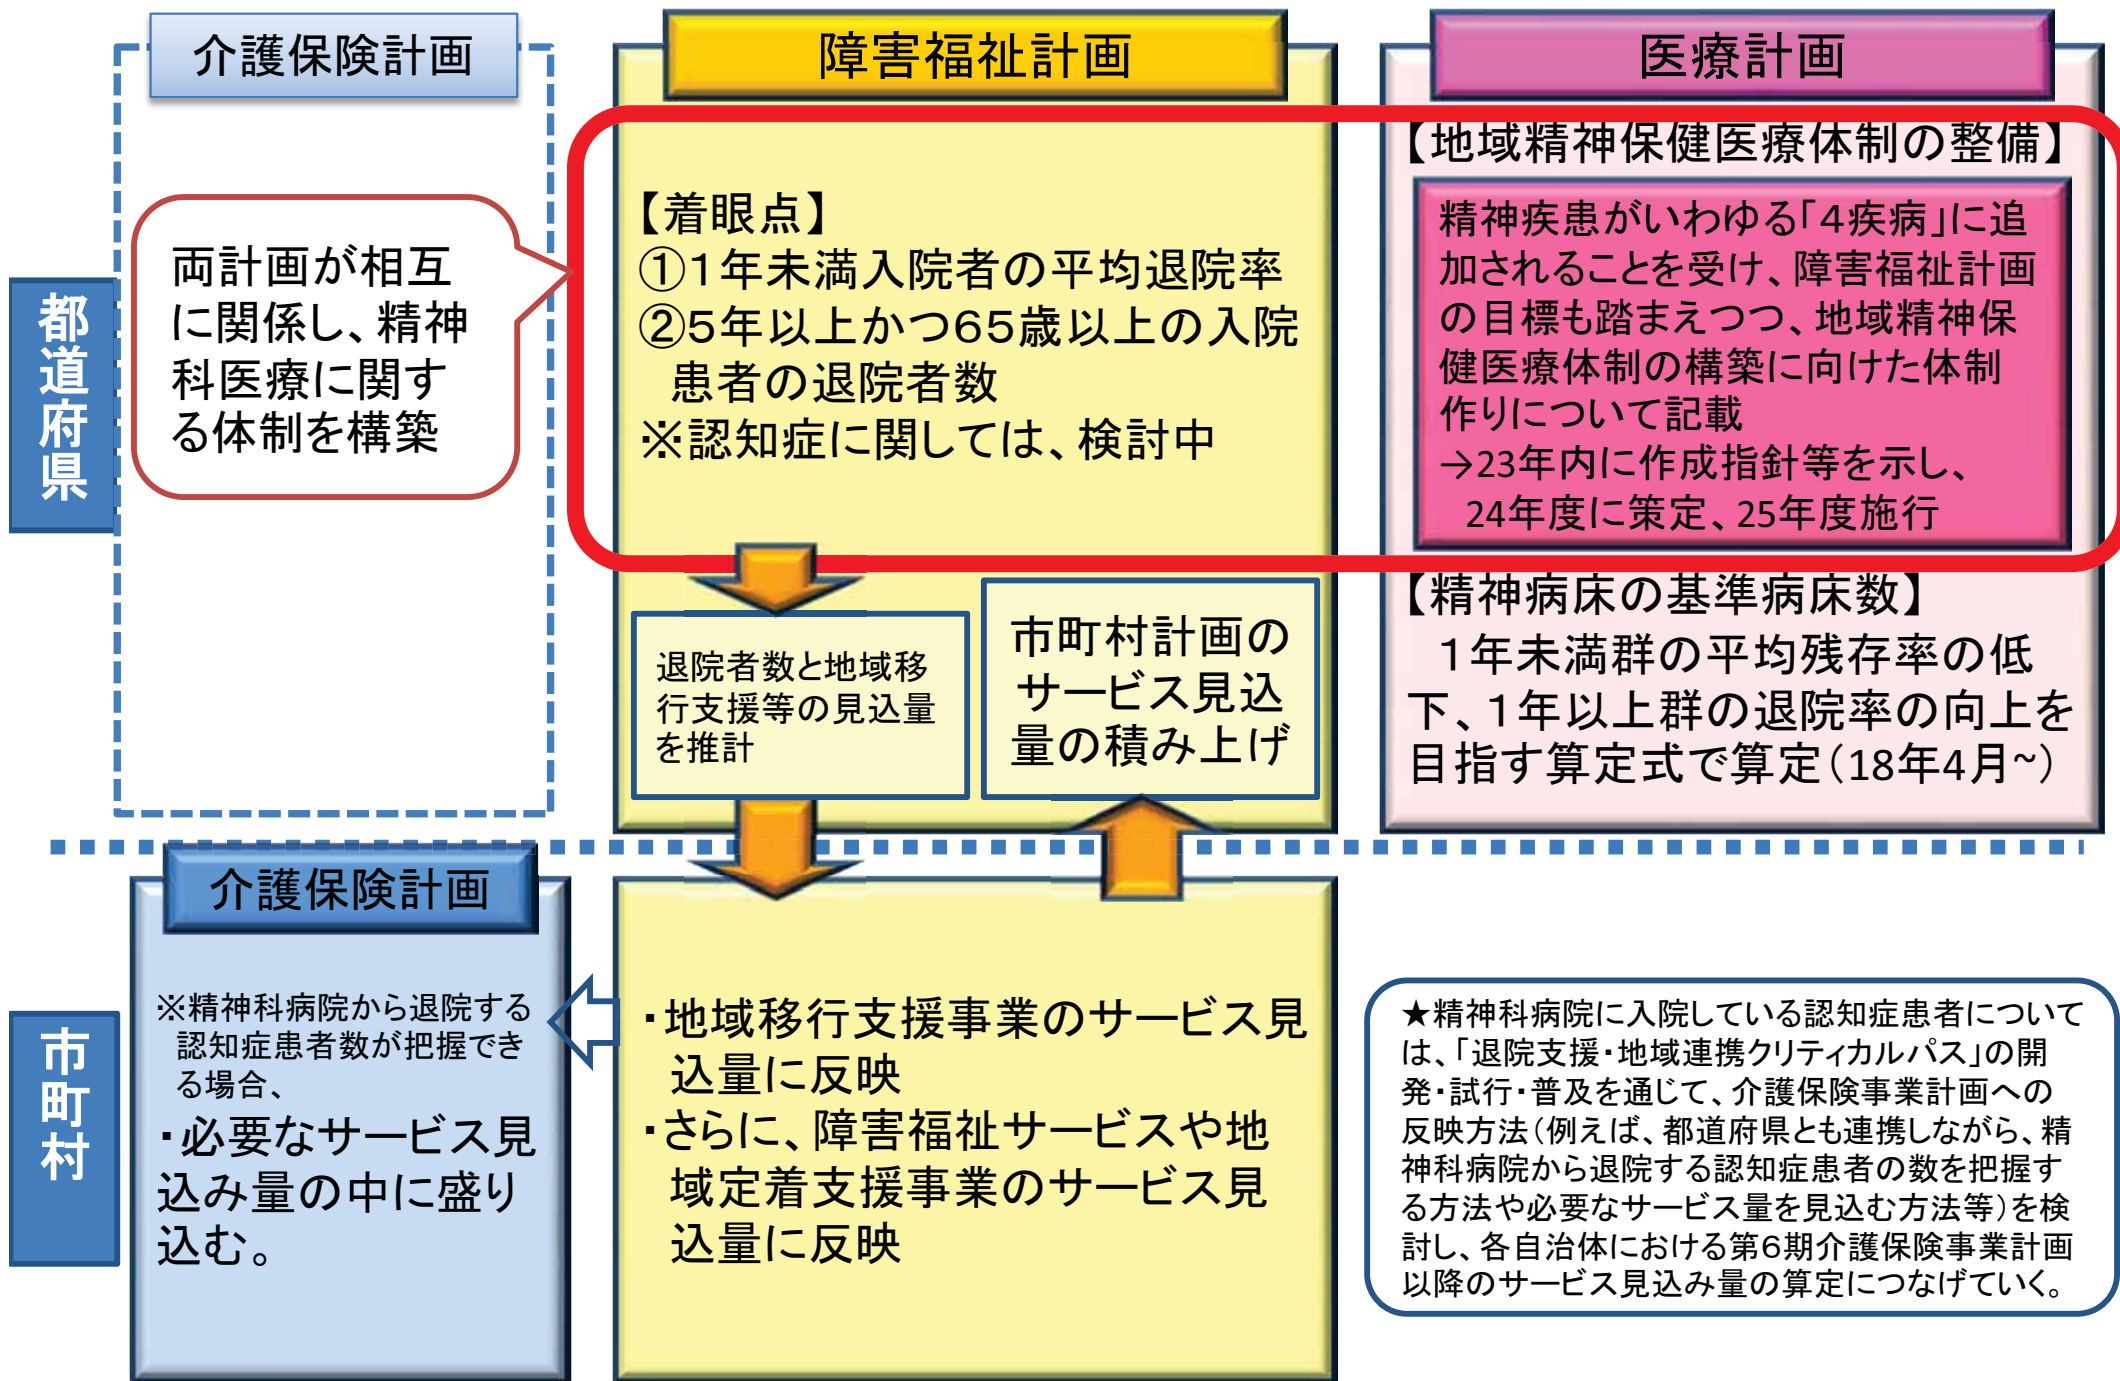 介護保険計画
障害福祉計画
医療計画
都道府県
両計画が相互
に関係し、精神
科医療に関す
る体制を構築
【着眼点】
①1年未満入院者の平均退院率
②5年以上かつ65歳以上の入院
患者の退院者数
※認知症に関しては、検討中
【地域精神保健医療体制の整備】
精神疾患がいわゆる「4疾病」に追
加されることを受け、障害福祉計画
の目標も踏まえつつ、地域精神保
健医療体制の構築に向けた体制
作りについて記載
→23年内に作成指針等を示し、
24年度に策定、25年度施行
退院者数と地域移
行支援等の見込量
を推計
市町村計画の
サービス見込
量の積み上げ
【精神病床の基準病床数】
1年未満群の平均残存率の低
下、1年以上群の退院率の向上を
目指す算定式で算定(18年4月~)
市町村
介護保険計画
※精神科病院から退院する
認知症患者数が把握でき
る場合、
・必要なサービス見
込み量の中に盛り
込む。
・地域移行支援事業のサービス見
込量に反映
・さらに、障害福祉サービスや地
域定着支援事業のサービス見
込量に反映
★精神科病院に入院している認知症患者について
は、「退院支援・地域連携クリティカルパス」の開
発・試行・普及を通じて、介護保険事業計画への
反映方法(例えば、都道府県とも連携しながら、精
神科病院から退院する認知症患者の数を把握す
る方法や必要なサービス量を見込む方法等)を検
討し、各自治体における第6期介護保険事業計画
以降のサービス見込み量の算定につなげていく。